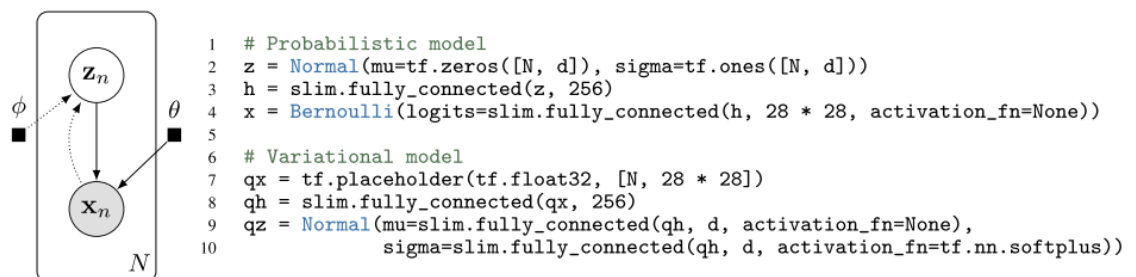 z_n
ϕ
θ
x_n
N
1 # Probabilistic model
2 z = Normal(mu=tf.zeros([N, d]), sigma=tf.ones([N, d]))
3 h = slim.fully_connected(z, 256)
4 x = Bernoulli(logits=slim.fully_connected(h, 28 * 28, activation_fn=None))
5
6 # Variational model
7 qx = tf.placeholder(tf.float32, [N, 28 * 28])
8 qh = slim.fully_connected(qx, 256)
9 qz = Normal(mu=slim.fully_connected(qh, d, activation_fn=None),
10 sigma=slim.fully_connected(qh, d, activation_fn=tf.nn.softplus))